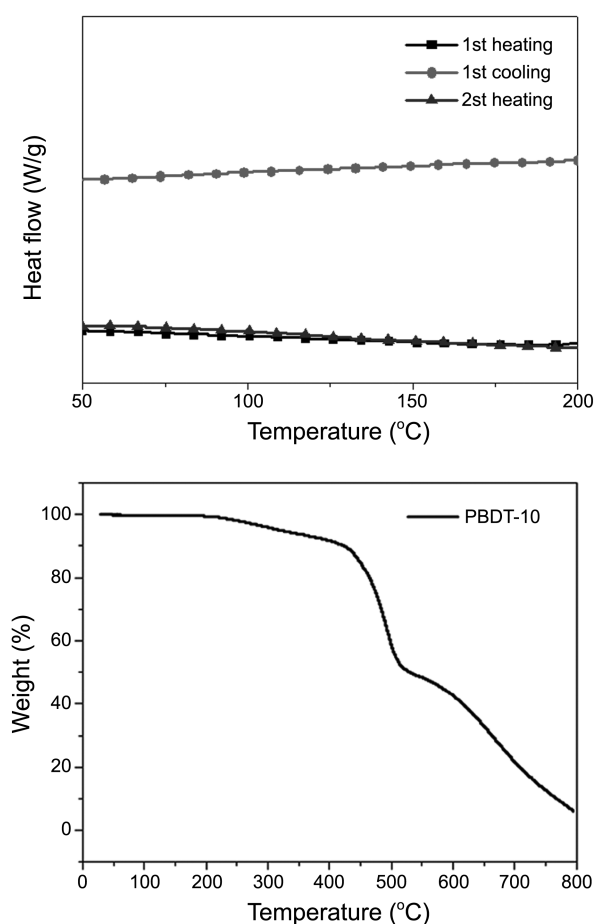 1st heating
1st cooling
2st heating
Heat flow (W/g)
50
100
150
200
Temperature (°C)
PBDT-10
100
80
60
40
20
0
Weight (%)
0
100
200
300
400
500
600
700
800
Temperature (°C)